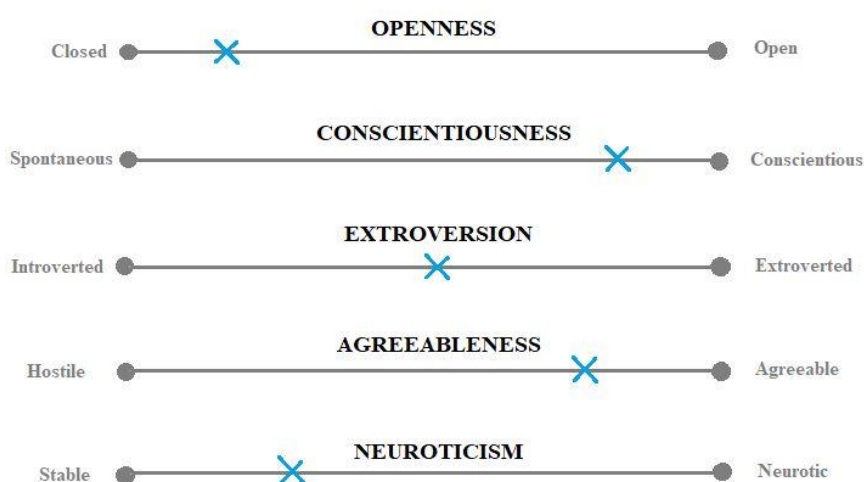 OPENNESS
Closed
Open
CONSCIENTIOUSNESS
Spontaneous
Conscientious
EXTROVERSION
Introverted
Extroverted
AGREEABLENESS
Hostile
Agreeable
NEUROTICISM
Stable
Neurotic